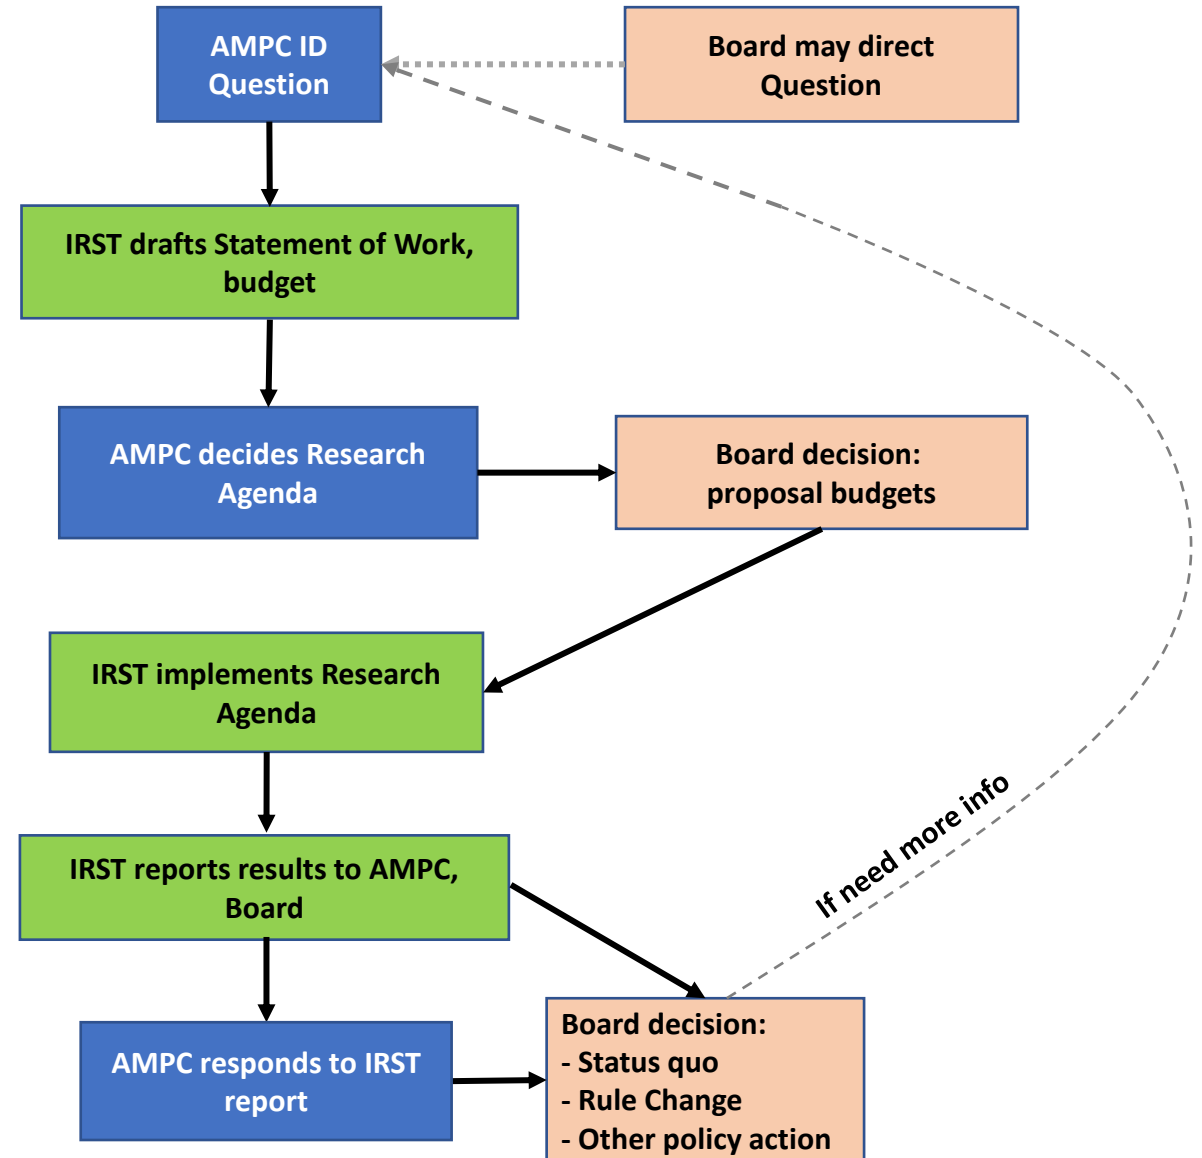 AMPC ID
Question
Board may direct
Question
IRST drafts Statement of Work,
budget
AMPC decides Research
Agenda
Board decision:
proposal budgets
IRST implements Research
Agenda
If need more info
IRST reports results to AMPC,
Board
AMPC responds to IRST
report
Board decision:
- Status quo
- Rule Change
- Other policy action